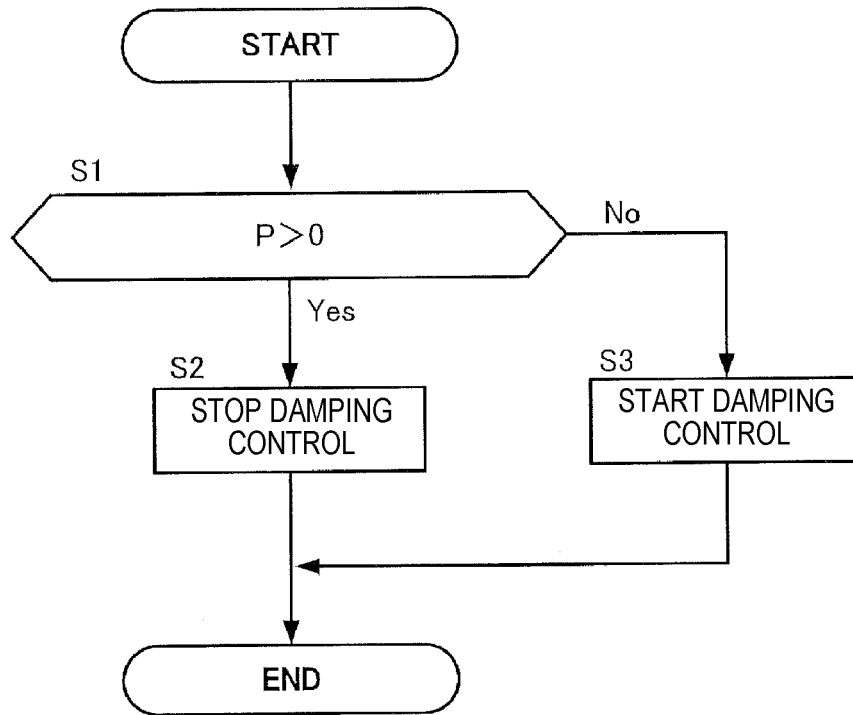 START
S1
P＞0
No
Yes
S2
STOP DAMPING
CONTROL
S3
START DAMPING
CONTROL
END